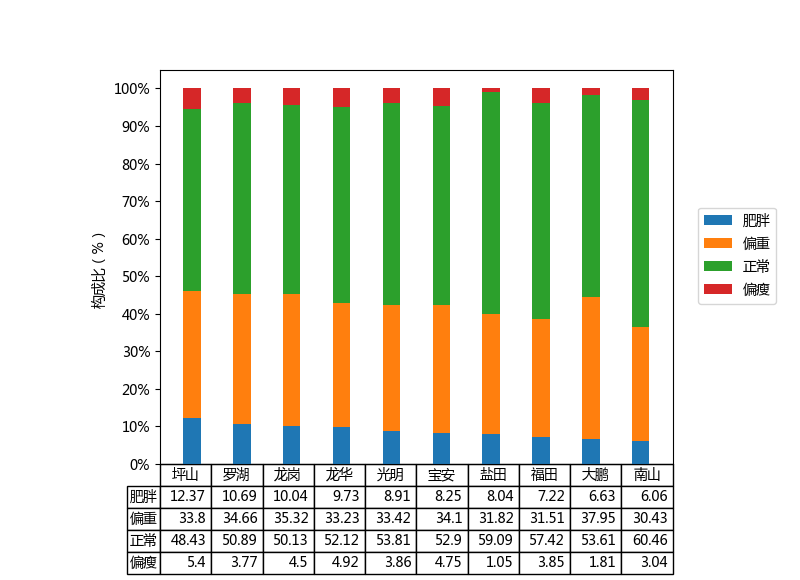 100%
90%
80%
70%
60%
50%
40%
30%
20%
10%
0%
构成比（%）
肥胖
偏重
正常
偏瘦
坪山 罗湖 龙岗 龙华 光明 宝安 盐田 福田 大鹏 南山
肥胖 12.37 10.69 10.04 9.73 8.91 8.25 8.04 7.22 6.63 6.06
偏重 33.8 34.66 35.32 33.23 33.42 34.1 31.82 31.51 37.95 30.43
正常 48.43 50.89 50.13 52.12 53.81 52.9 59.09 57.42 53.61 60.46
偏瘦 5.4 3.77 4.5 4.92 3.86 4.75 1.05 3.85 1.81 3.04